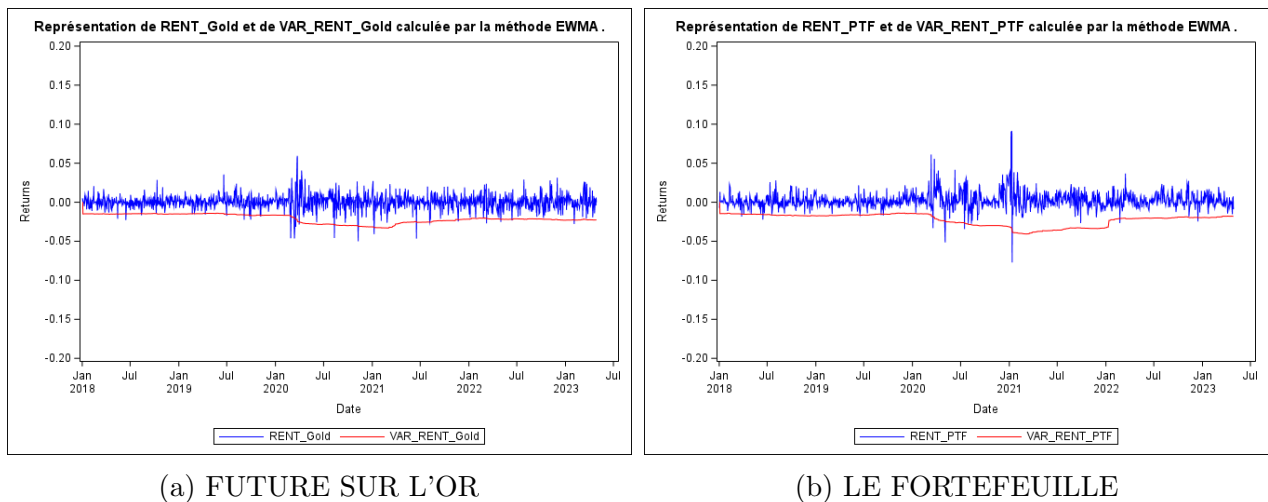 Représentation de RENT_Gold et de VAR_RENT_Gold calculée par la méthode EWMA .
0.20
0.15
0.10
0.05
0.00
-0.05
-0.10
-0.15
-0.20
Returns
Jan Jul Jan Jul Jan Jul Jan Jul Jan Jul Jan Jul
2018 2019 2020 2021 2022 2023
Date
RENT_Gold VAR_RENT_Gold
(a) FUTURE SUR L'OR
Représentation de RENT_PTF et de VAR_RENT_PTF calculée par la méthode EWMA .
0.20
0.15
0.10
0.05
0.00
-0.05
-0.10
-0.15
-0.20
Returns
Jan Jul Jan Jul Jan Jul Jan Jul Jan Jul Jan Jul
2018 2019 2020 2021 2022 2023
Date
RENT_PTF VAR_RENT_PTF
(b) LE FORTEFEUILLE